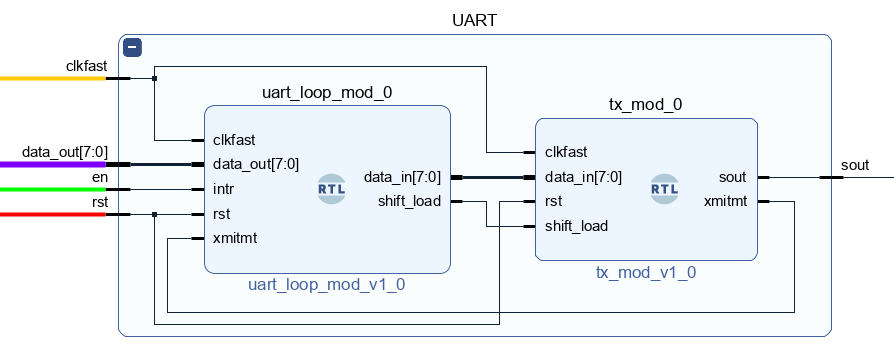 UART
clkfast
data_out[7:0]
en
rst
uart_loop_mod_0
clkfast
data_out[7:0]
intr
rst
xmitmt
RTL
data_in[7:0]
shift_load
uart_loop_mod_v1_0
tx_mod_0
clkfast
data_in[7:0]
rst
shift_load
RTL
sout
xmitmt
tx_mod_v1_0
sout